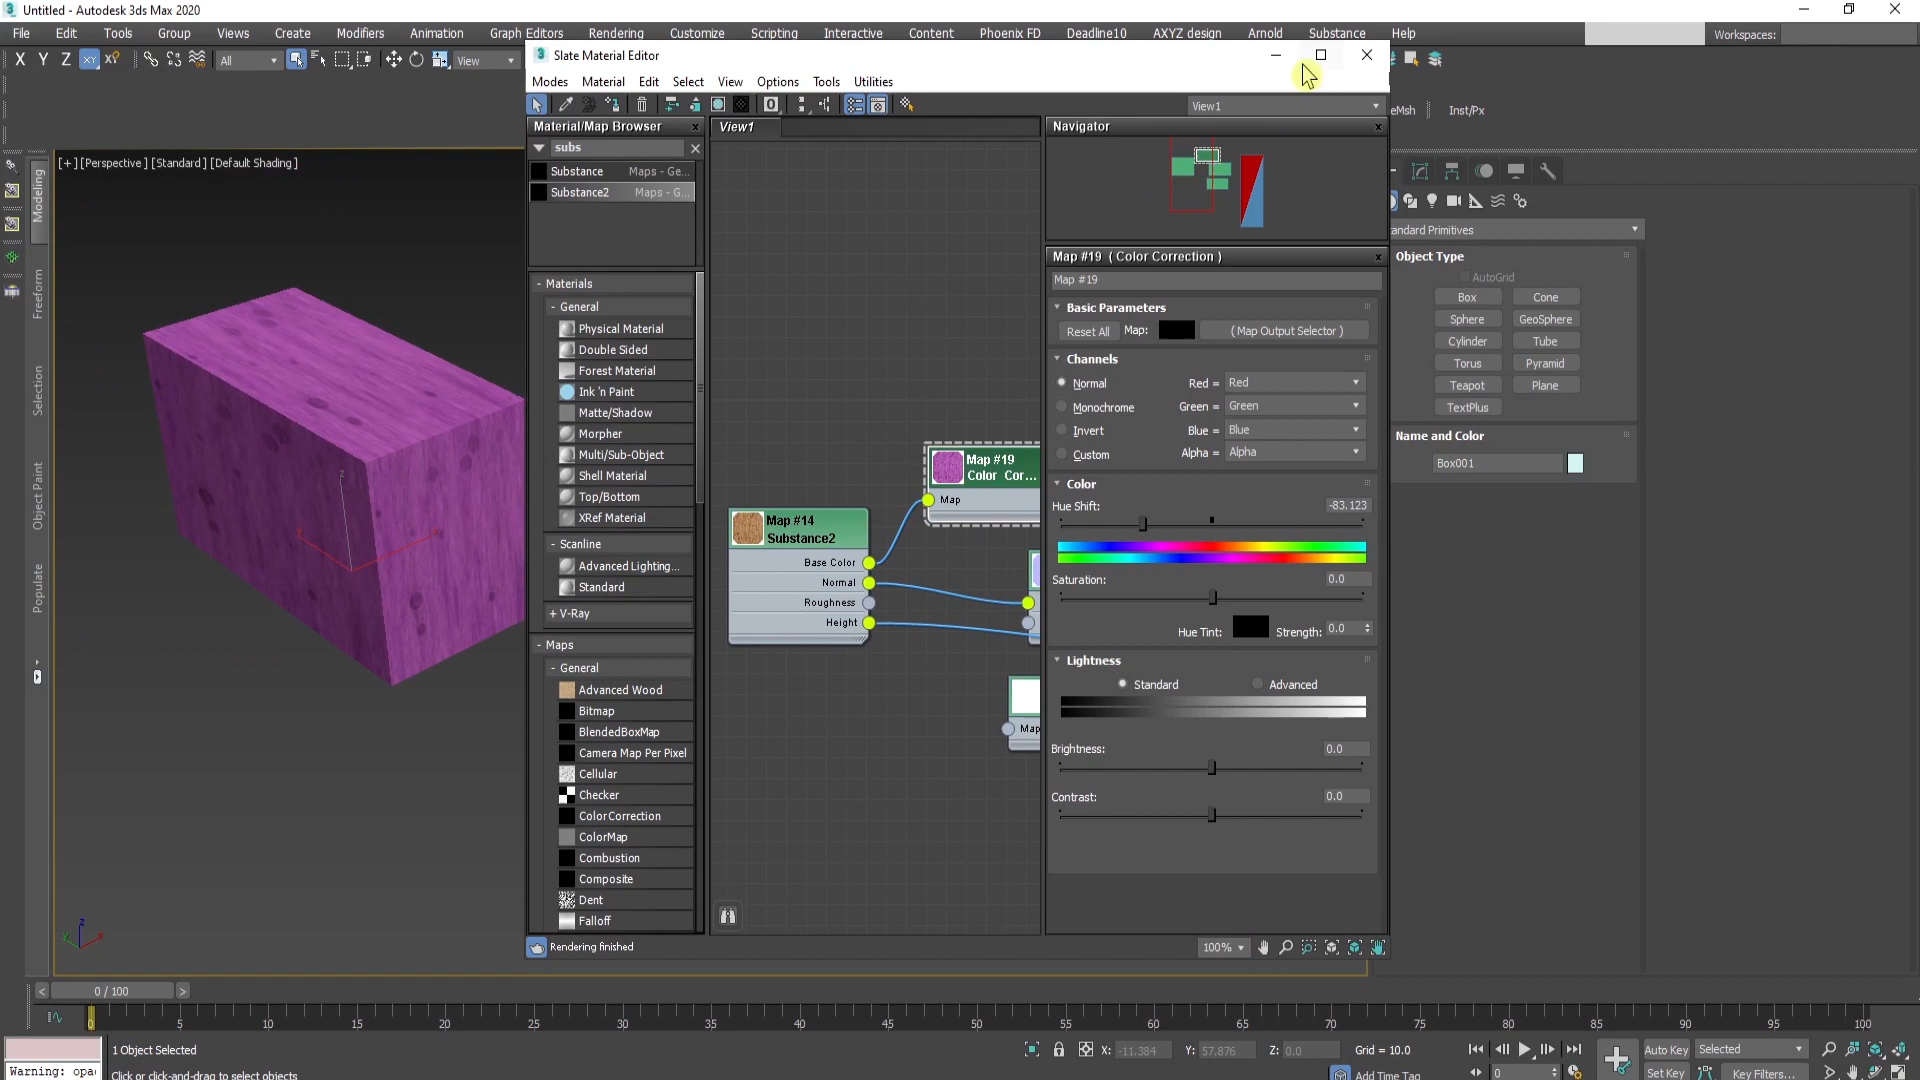 Untitled - Autodesk 3ds Max 2020
File Edit Tools Group Views Create Modifiers Animation Graph Editors Rendering Customize Scripting Interactive Content Phoenix FD Deadline10 AXYZ design Arnold Substance Help Workspaces:
X Y Z XY XY All View
eMsh Inst/Px
Slate Material Editor
Modes Material Edit Select View Options Tools Utilities
View1
Material/Map Browser
subs
Substance Maps - Ge...
Substance2 Maps - G...
- Materials
- General
Physical Material
Double Sided
Forest Material
Ink 'n Paint
Matte/Shadow
Morpher
Multi/Sub-Object
Shell Material
Top/Bottom
XRef Material
- Scanline
Advanced Lighting...
Standard
+ V-Ray
- Maps
- General
Advanced Wood
Bitmap
BlendedBoxMap
Camera Map Per Pixel
Cellular
Checker
ColorCorrection
ColorMap
Combustion
Composite
Dent
Falloff
Rendering finished
View1
Map #19
Color Cor...
Map
Map #14
Substance2
Base Color
Normal
Roughness
Height
Map
Navigator
Map #19 ( Color Correction )
Map #19
Basic Parameters
Reset All Map: ( Map Output Selector )
Channels
Normal Red = Red
Monochrome Green = Green
Invert Blue = Blue
Custom Alpha = Alpha
Color
Hue Shift: -83.123
Saturation: 0.0
Hue Tint: Strength: 0.0
Lightness
Standard Advanced
Brightness: 0.0
Contrast: 0.0
100%
[+] [Perspective ] [Standard ] [Default Shading ]
Modeling
Freeform
Selection
Object Paint
Populate
z
x
y
z
x
y
andard Primitives
Object Type
AutoGrid
Box Cone
Sphere GeoSphere
Cylinder Tube
Torus Pyramid
Teapot Plane
TextPlus
Name and Color
Box001
< 0 / 100 >
0 5 10 15 20 25 30 35 40 45 50 55 60 65 70 75 80 85 90 95 100
1 Object Selected
X: -11.384 Y: 57.876 Z: 0.0 Grid = 10.0
Auto Key Selected
Warning: opa
Click or click-and-drag to select objects
Add Time Tag
0
Set Key Key Filters...